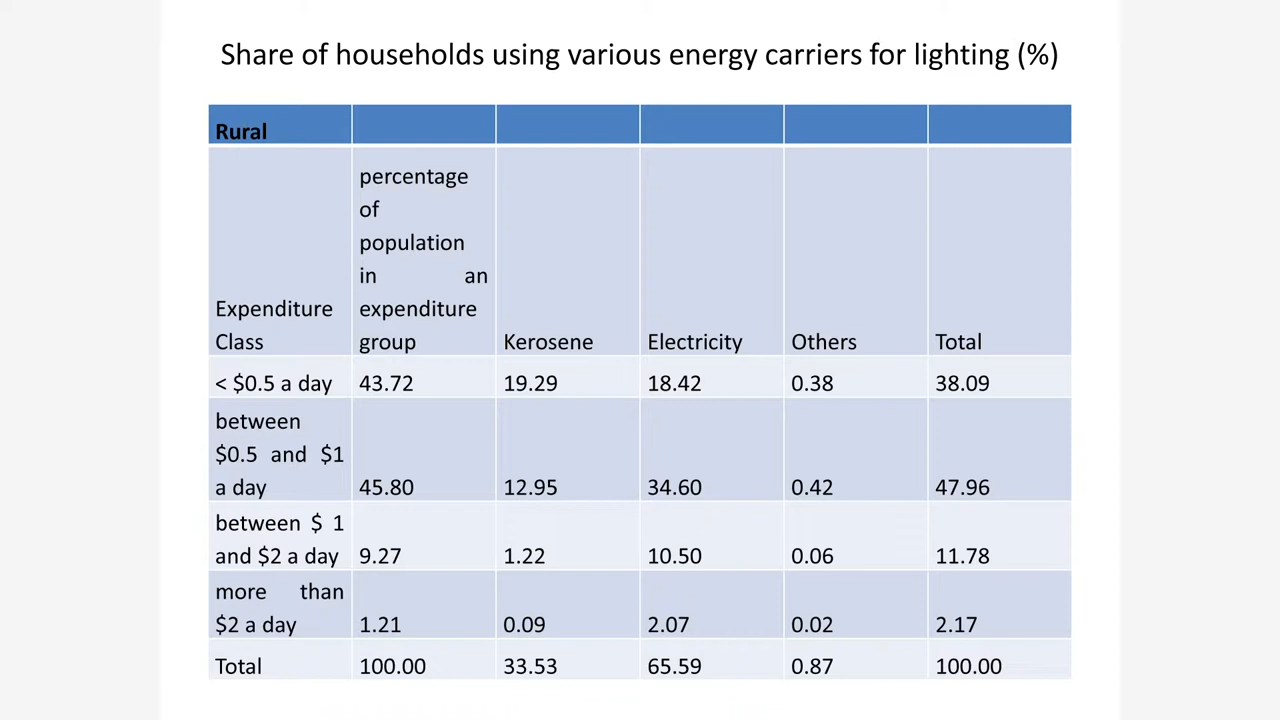 Share of households using various energy carriers for lighting (%)
Rural
Expenditure Class percentage of population in an expenditure group Kerosene Electricity Others Total
< $0.5 a day 43.72 19.29 18.42 0.38 38.09
between $0.5 and $1 a day 45.80 12.95 34.60 0.42 47.96
between $ 1 and $2 a day 9.27 1.22 10.50 0.06 11.78
more than $2 a day 1.21 0.09 2.07 0.02 2.17
Total 100.00 33.53 65.59 0.87 100.00